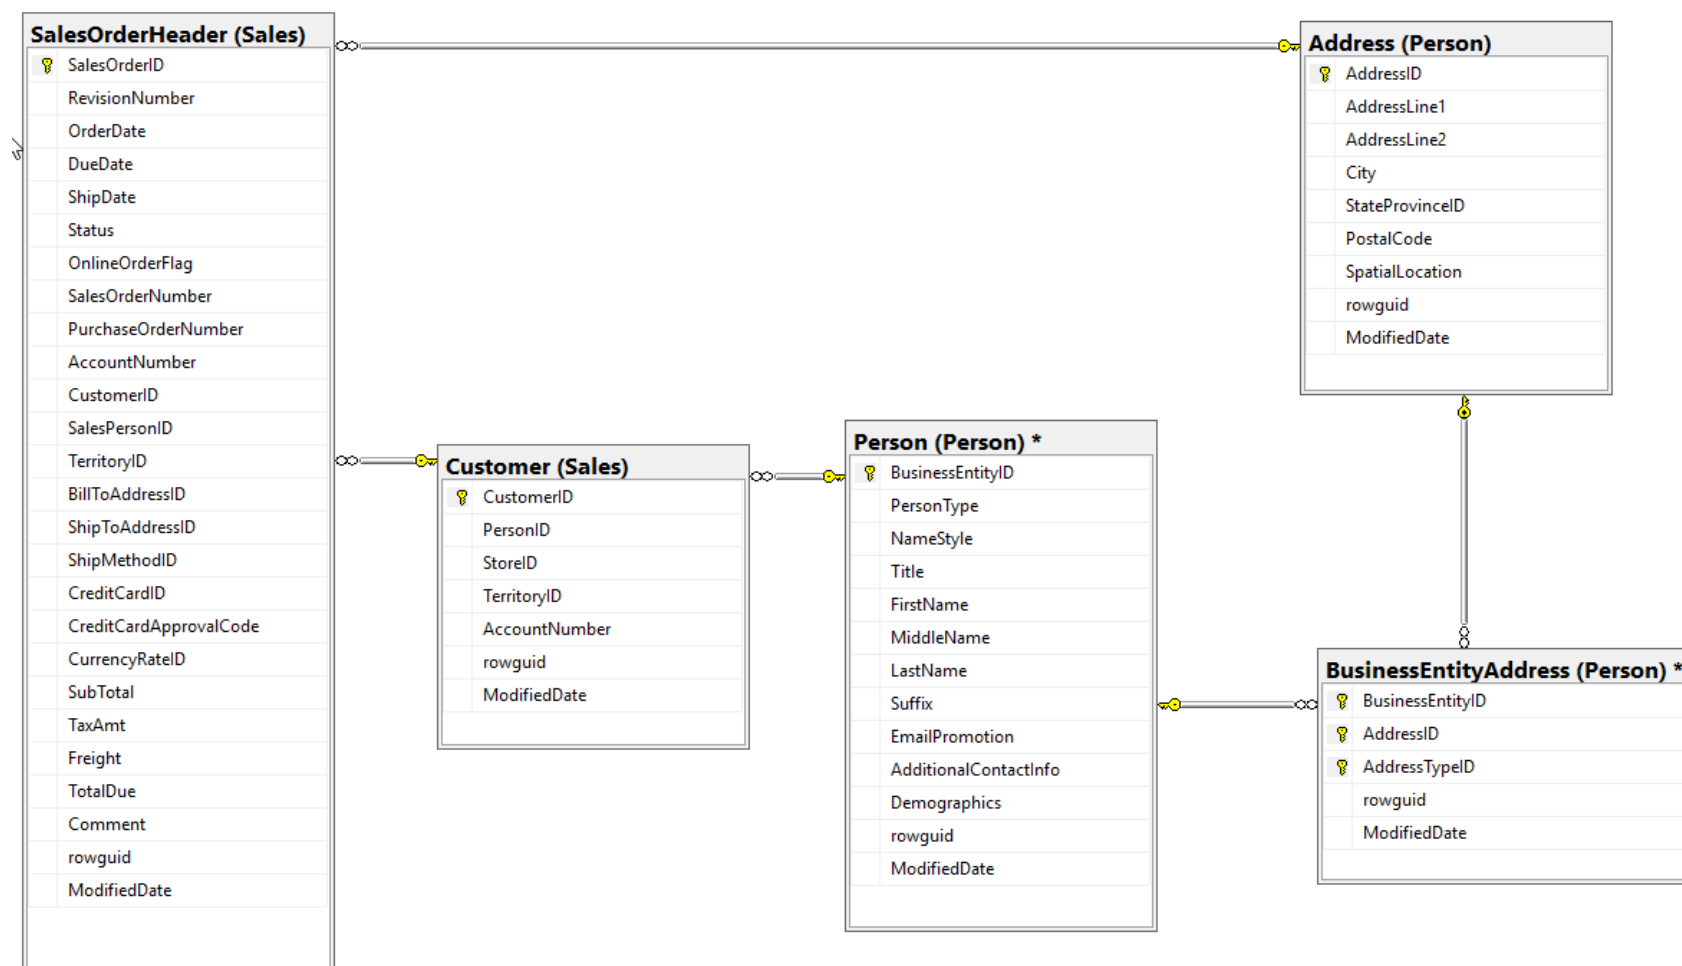 SalesOrderHeader (Sales)
SalesOrderID
RevisionNumber
OrderDate
DueDate
ShipDate
Status
OnlineOrderFlag
SalesOrderNumber
PurchaseOrderNumber
AccountNumber
CustomerID
SalesPersonID
TerritoryID
BillToAddressID
ShipToAddressID
ShipMethodID
CreditCardID
CreditCardApprovalCode
CurrencyRateID
SubTotal
TaxAmt
Freight
TotalDue
Comment
rowguid
ModifiedDate
Customer (Sales)
CustomerID
PersonID
StoreID
TerritoryID
AccountNumber
rowguid
ModifiedDate
Person (Person) *
BusinessEntityID
PersonType
NameStyle
Title
FirstName
MiddleName
LastName
Suffix
EmailPromotion
AdditionalContactInfo
Demographics
rowguid
ModifiedDate
Address (Person)
AddressID
AddressLine1
AddressLine2
City
StateProvinceID
PostalCode
SpatialLocation
rowguid
ModifiedDate
BusinessEntityAddress (Person) *
BusinessEntityID
AddressID
AddressTypeID
rowguid
ModifiedDate